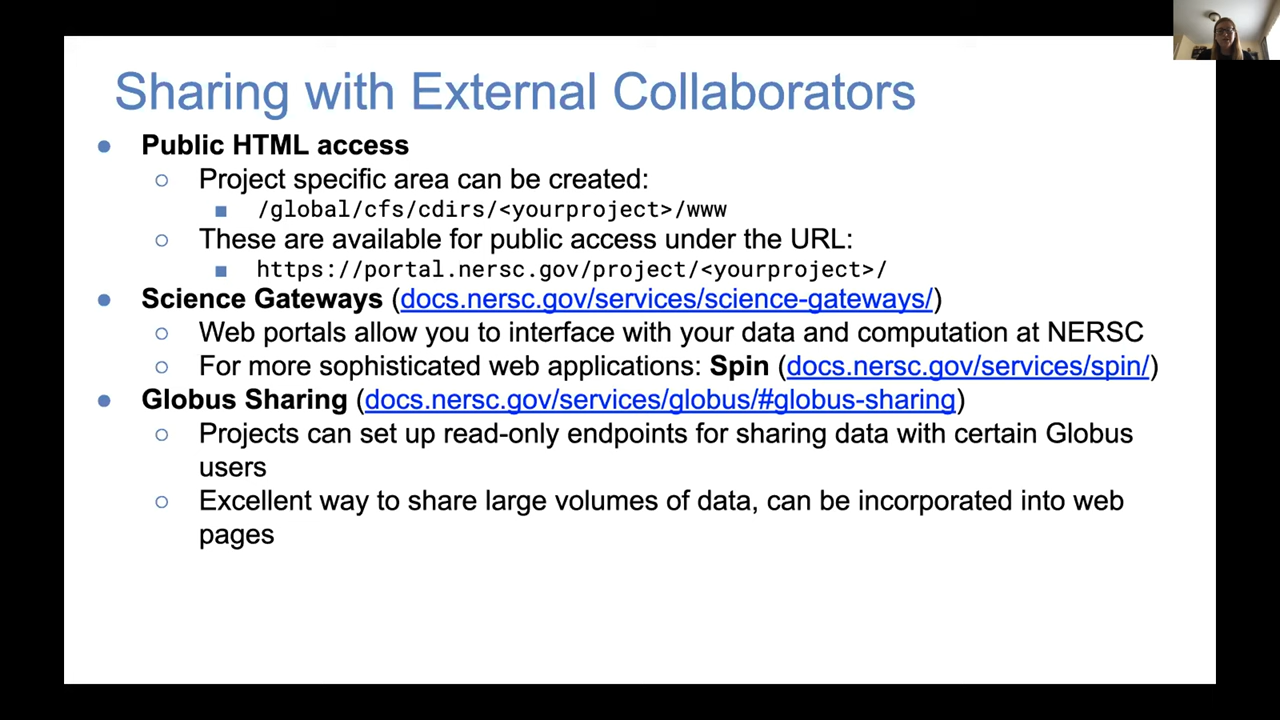 Sharing with External Collaborators
● Public HTML access
○ Project specific area can be created:
■ /global/cfs/cdirs/<yourproject>/www
○ These are available for public access under the URL:
■ https://portal.nersc.gov/project/<yourproject>/
● Science Gateways (docs.nersc.gov/services/science-gateways/)
○ Web portals allow you to interface with your data and computation at NERSC
○ For more sophisticated web applications: Spin (docs.nersc.gov/services/spin/)
● Globus Sharing (docs.nersc.gov/services/globus/#globus-sharing)
○ Projects can set up read-only endpoints for sharing data with certain Globus
users
○ Excellent way to share large volumes of data, can be incorporated into web
pages